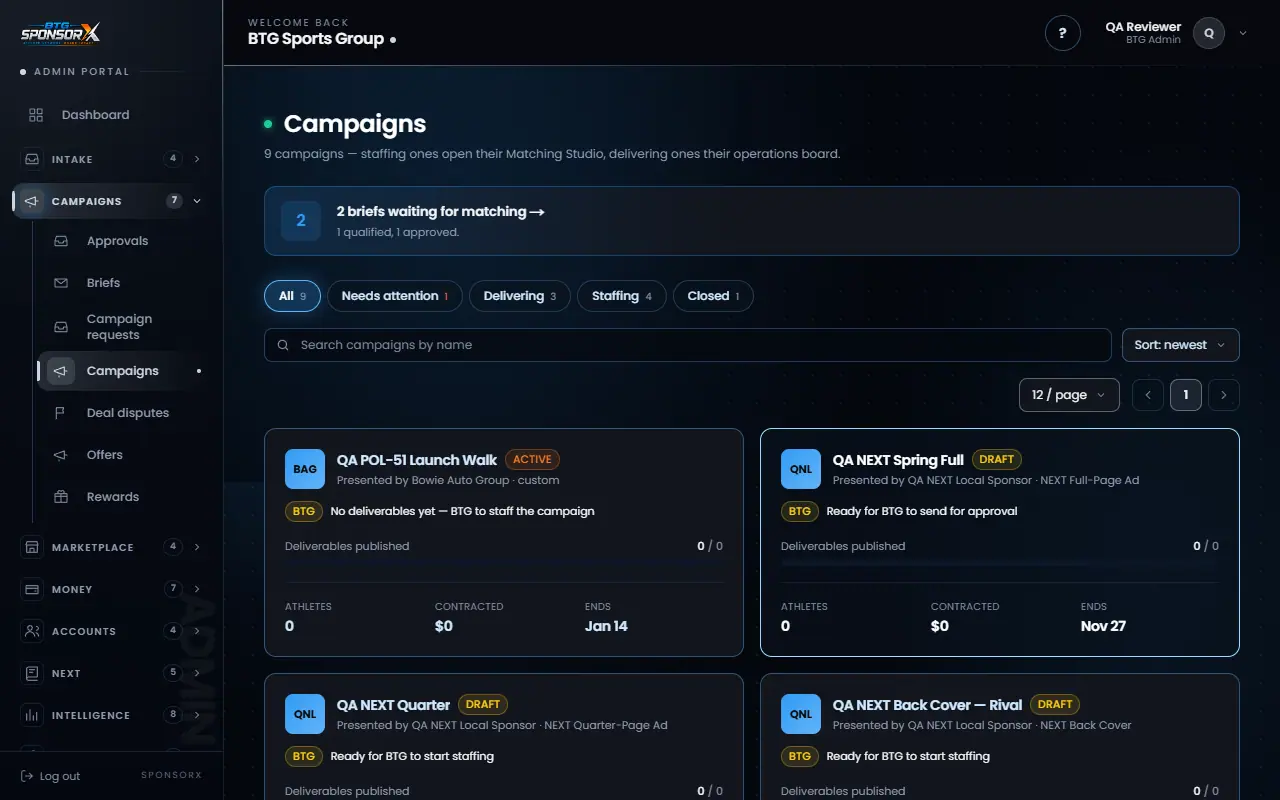 BTG
SPONSORX
WELCOME BACK
BTG Sports Group
?
QA Reviewer
BTG Admin
Q
ADMIN PORTAL
Dashboard
INTAKE 4
CAMPAIGNS 7
Approvals
Briefs
Campaign
requests
Campaigns
Deal disputes
Offers
Rewards
MARKETPLACE 4
MONEY 7
ACCOUNTS 4
NEXT 5
INTELLIGENCE 8
ADMIN
Log out
SPONSORX
Campaigns
9 campaigns — staffing ones open their Matching Studio, delivering ones their operations board.
2
2 briefs waiting for matching →
1 qualified, 1 approved.
All 9 Needs attention 1 Delivering 3 Staffing 4 Closed 1
Search campaigns by name
Sort: newest
12 / page
1
BAG
QA POL-51 Launch Walk ACTIVE
Presented by Bowie Auto Group · custom
BTG No deliverables yet — BTG to staff the campaign
Deliverables published 0 / 0
ATHLETES CONTRACTED ENDS
0 $0 Jan 14
QNL
QA NEXT Spring Full DRAFT
Presented by QA NEXT Local Sponsor · NEXT Full-Page Ad
BTG Ready for BTG to send for approval
Deliverables published 0 / 0
ATHLETES CONTRACTED ENDS
0 $0 Nov 27
QNL
QA NEXT Quarter DRAFT
Presented by QA NEXT Local Sponsor · NEXT Quarter-Page Ad
BTG Ready for BTG to start staffing
Deliverables published 0 / 0
QNL
QA NEXT Back Cover — Rival DRAFT
Presented by QA NEXT Local Sponsor · NEXT Back Cover
BTG Ready for BTG to start staffing
Deliverables published 0 / 0